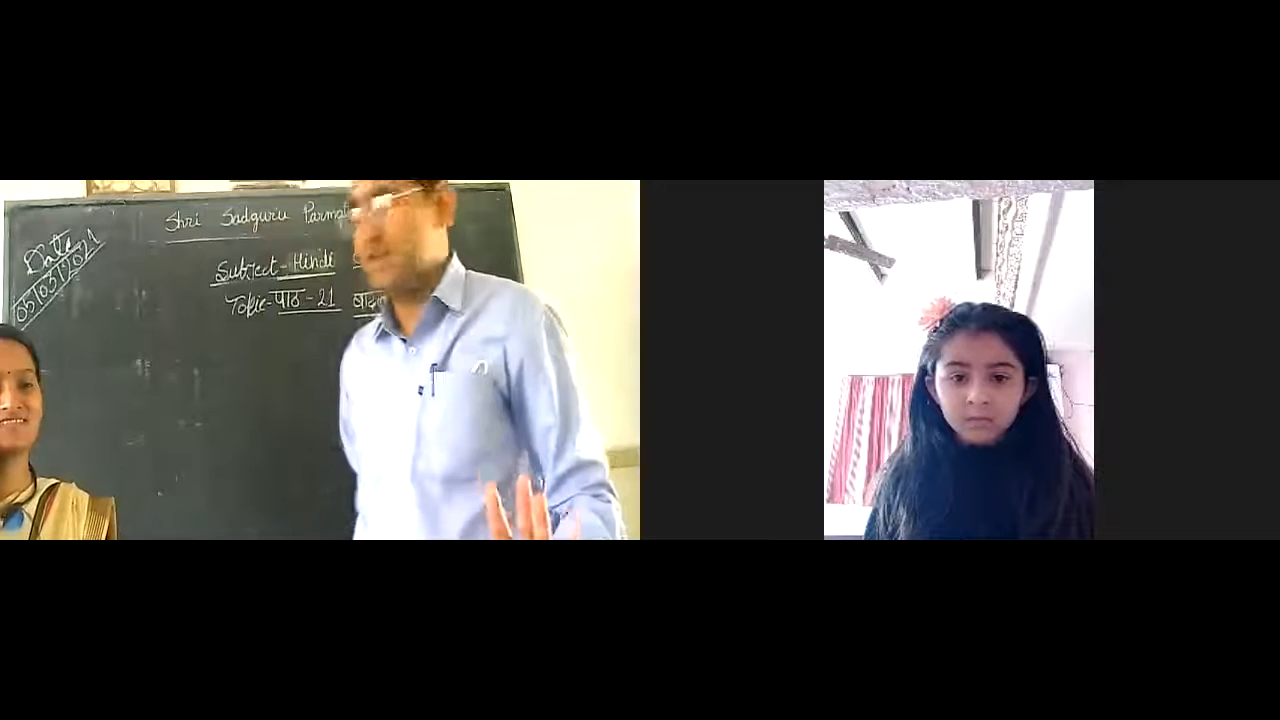 Shri Sadguru
Date
05/03/2021
Subject - Hindi
Topic - पाठ - 21